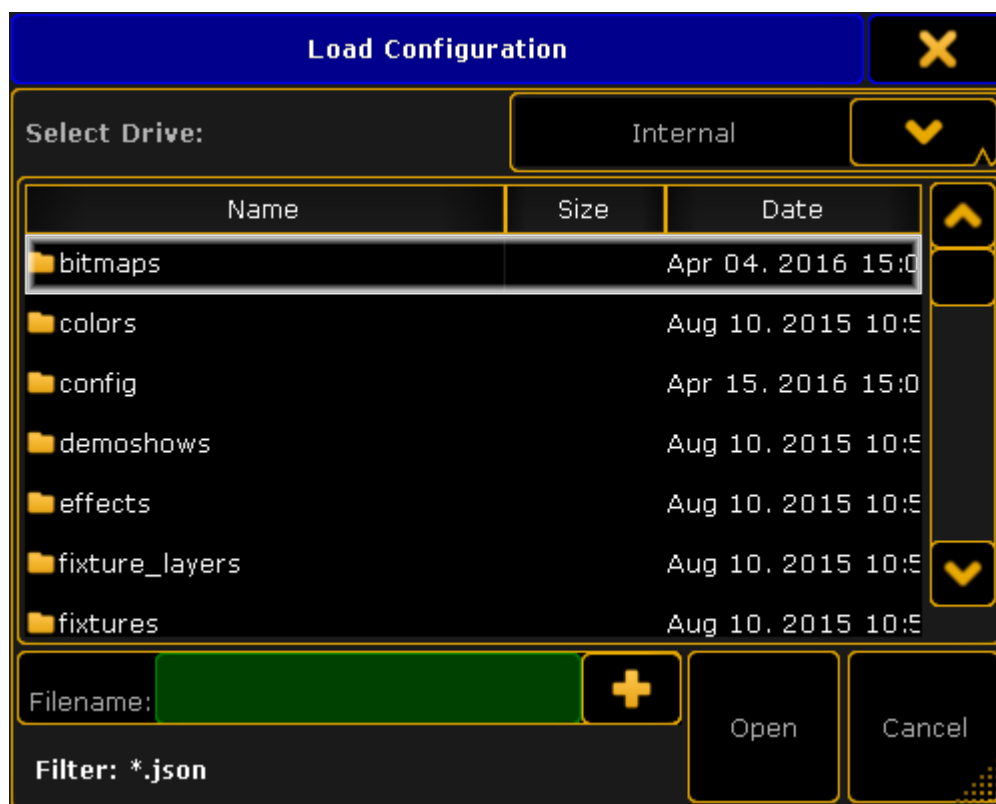 Load Configuration
Select Drive: Internal
Name Size Date
bitmaps Apr 04. 2016 15:0
colors Aug 10. 2015 10:5
config Apr 15. 2016 15:0
demoshows Aug 10. 2015 10:5
effects Aug 10. 2015 10:5
fixture_layers Aug 10. 2015 10:5
fixtures Aug 10. 2015 10:5
Filename:
Open Cancel
Filter: *.json